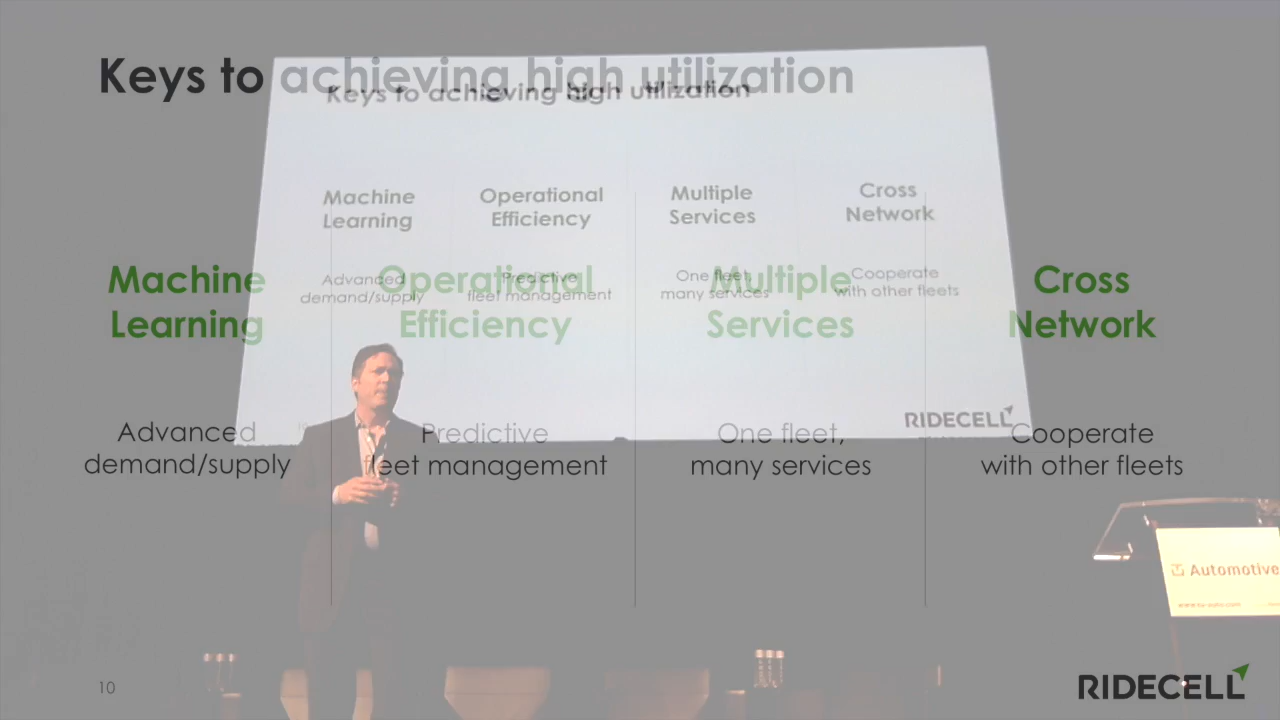 Keys to achieving high utilization
Machine
Learning
Operational
Efficiency
Multiple
Services
Cross
Network
Advanced
demand/supply
Predictive
fleet management
One fleet,
many services
Cooperate
with other fleets
10
RIDECELL
Keys to achieving high utilization
Machine
Learning
Operational
Efficiency
Multiple
Services
Cross
Network
Advanced
demand/supply
Predictive
fleet management
One fleet,
many services
Cooperate
with other fleets
RIDECELL
Automotive